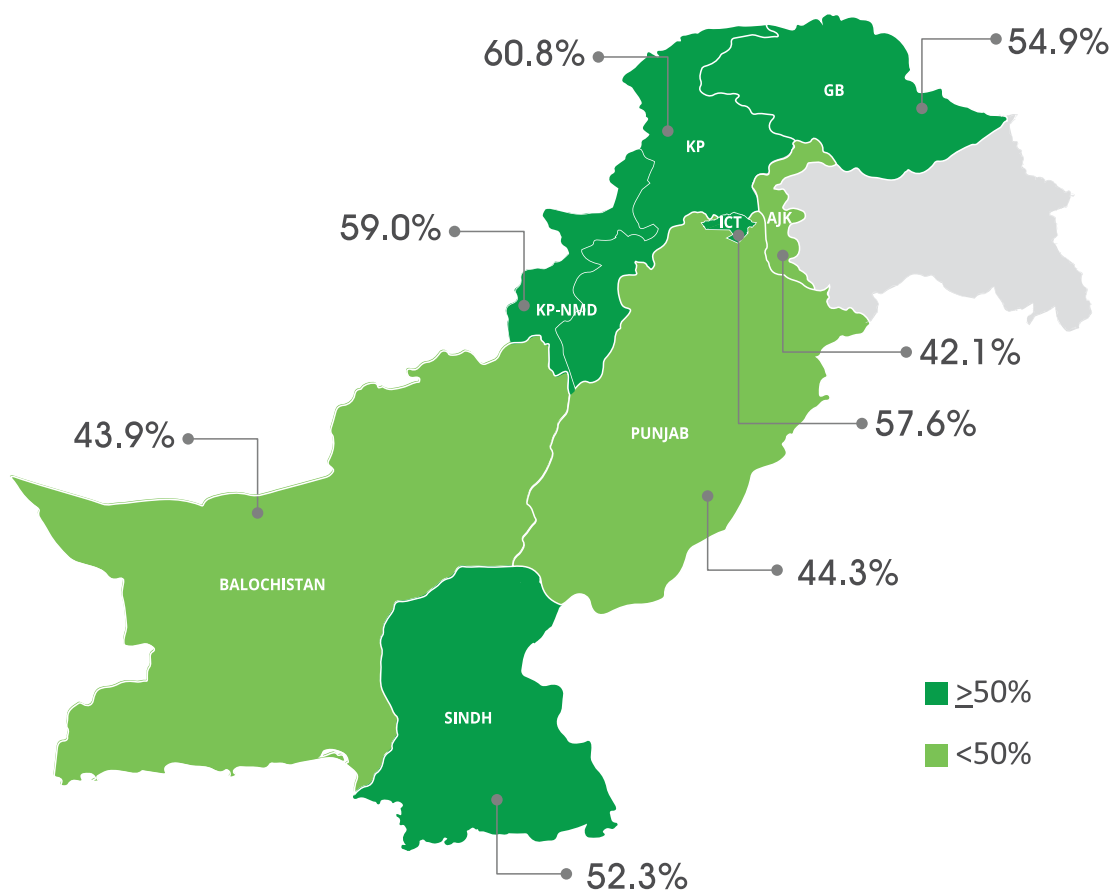 54.9%
60.8%
GB
KP
ICT
AJK
59.0%
KP-NMD
42.1%
57.6%
43.9%
PUNJAB
44.3%
BALOCHISTAN
≥50%
SINDH
<50%
52.3%